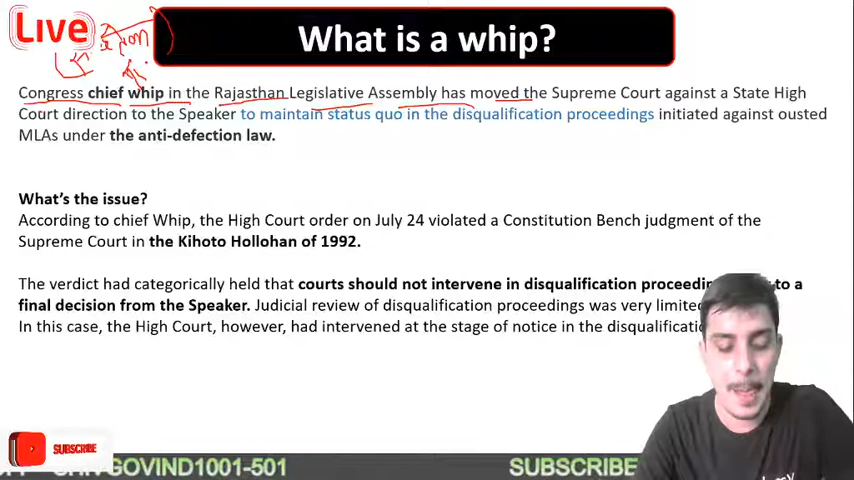 Live
What is a whip?
Congress chief whip in the Rajasthan Legislative Assembly has moved the Supreme Court against a State High
Court direction to the Speaker to maintain status quo in the disqualification proceedings initiated against ousted
MLAs under the anti-defection law.
What's the issue?
According to chief Whip, the High Court order on July 24 violated a Constitution Bench judgment of the
Supreme Court in the Kihoto Hollohan of 1992.
The verdict had categorically held that courts should not intervene in disqualification to a
final decision from the Speaker. Judicial review of disqualification proceedings was very limited
In this case, the High Court, however, had intervened at the stage of notice in the
SUBSCRIBE
GOVIND1001-501
SUBSCRIBE